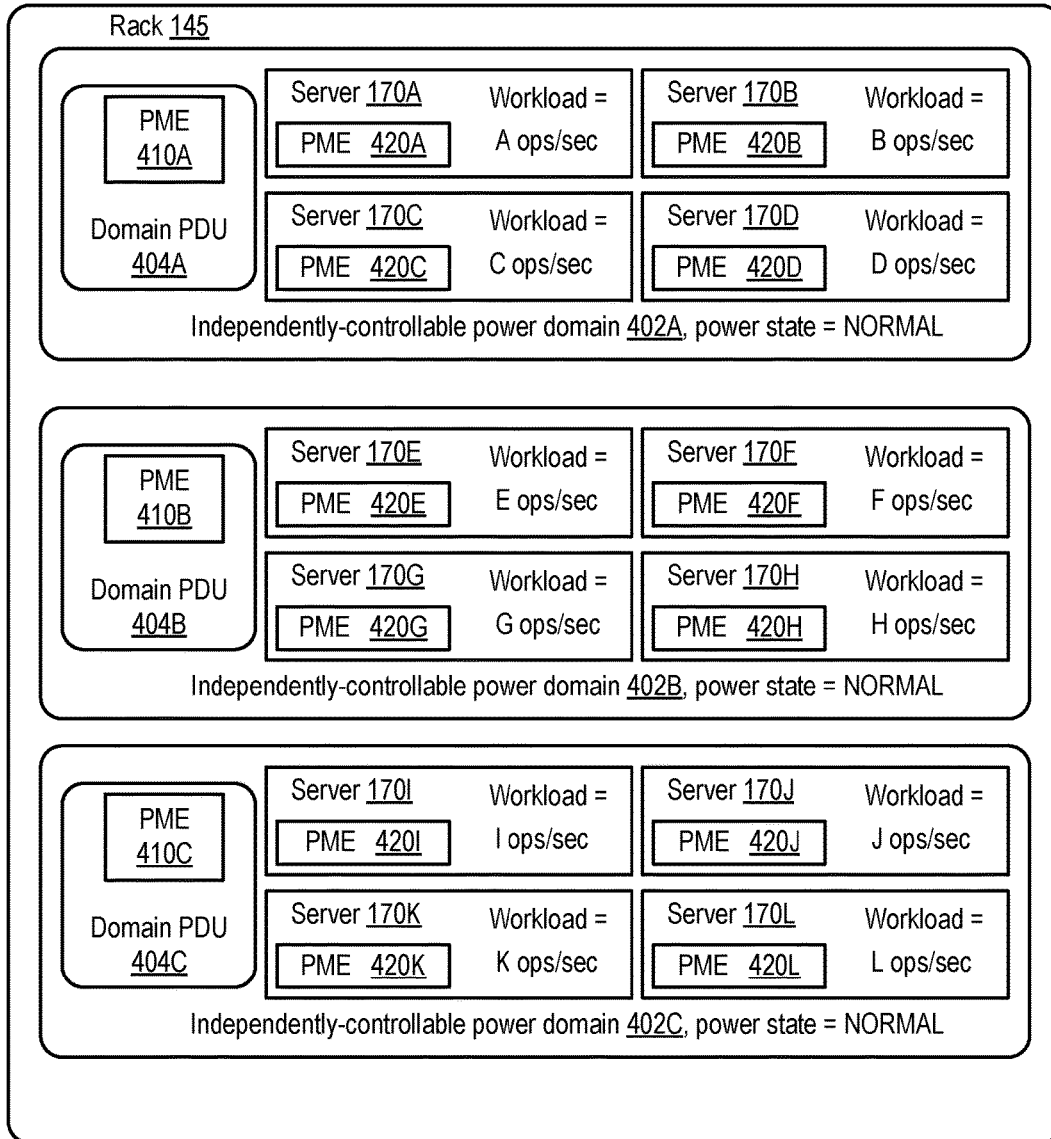 Rack 145
PME
410A
Domain PDU
404A
Server 170A
Workload =
PME 420A
A ops/sec
Server 170B
Workload =
PME 420B
B ops/sec
Server 170C
Workload =
PME 420C
C ops/sec
Server 170D
Workload =
PME 420D
D ops/sec
Independently-controllable power domain 402A, power state = NORMAL
PME
410B
Domain PDU
404B
Server 170E
Workload =
PME 420E
E ops/sec
Server 170F
Workload =
PME 420F
F ops/sec
Server 170G
Workload =
PME 420G
G ops/sec
Server 170H
Workload =
PME 420H
H ops/sec
Independently-controllable power domain 402B, power state = NORMAL
PME
410C
Domain PDU
404C
Server 170I
Workload =
PME 420I
I ops/sec
Server 170J
Workload =
PME 420J
J ops/sec
Server 170K
Workload =
PME 420K
K ops/sec
Server 170L
Workload =
PME 420L
L ops/sec
Independently-controllable power domain 402C, power state = NORMAL